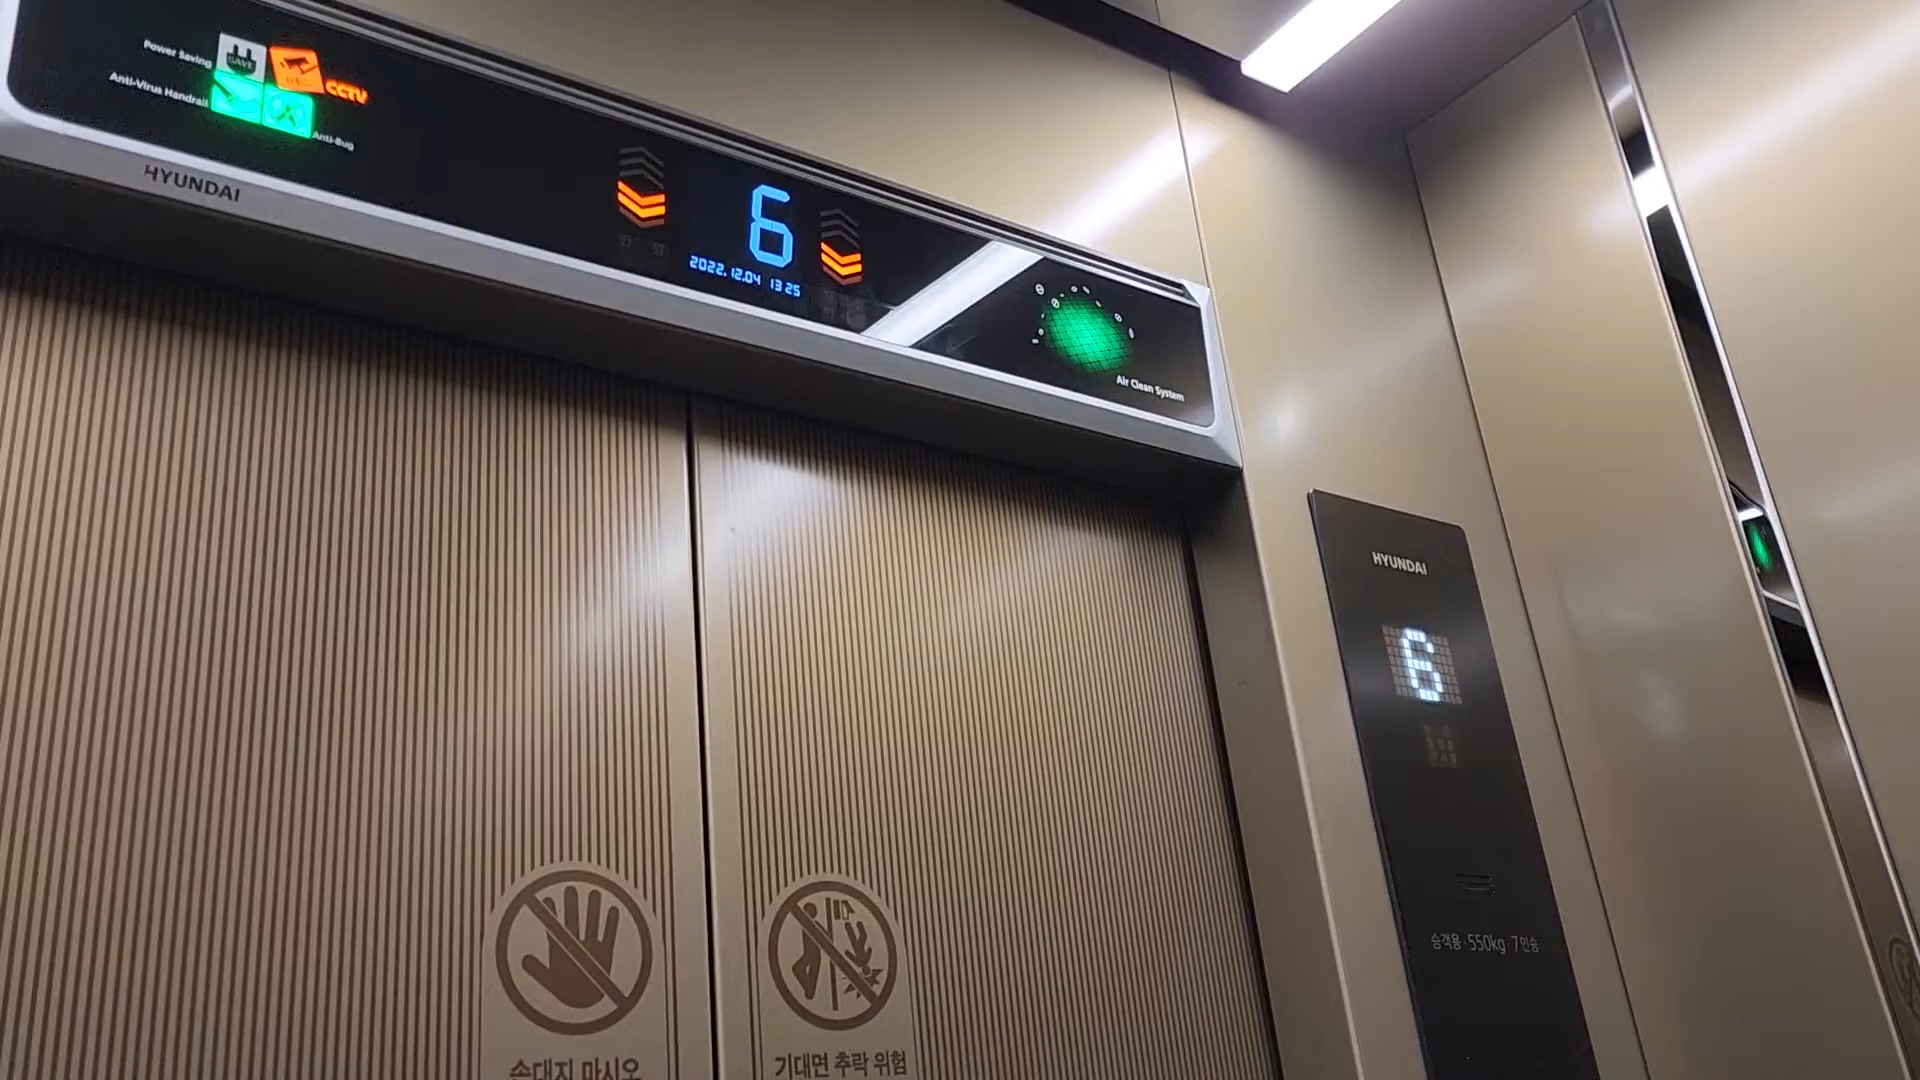 Power Saving
SAVE
REC
CCTV
Anti-Virus Handrail
Anti-Bug
HYUNDAI
6
2022.12.04 13 25
Air Clean System
HYUNDAI
6
승객용·550kg·7인승
손대지 마시오
기대면 추락 위험